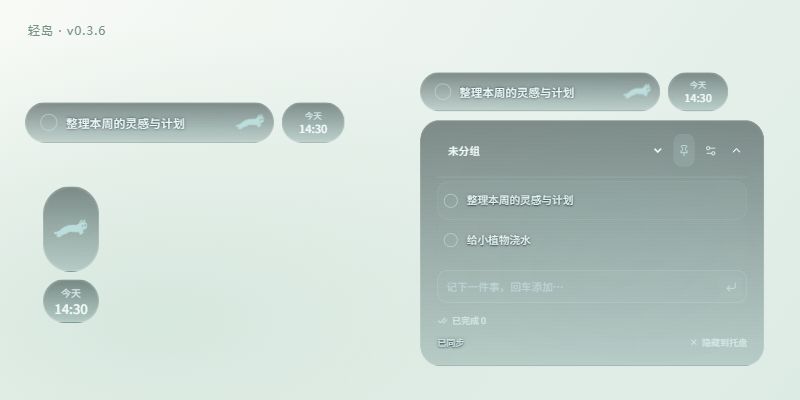 轻岛 · v0.3.6
整理本周的灵感与计划
今天
14:30
今天
14:30
整理本周的灵感与计划
今天
14:30
未分组
整理本周的灵感与计划
给小植物浇水
记下一件事，回车添加…
已完成 0
已同步
隐藏到托盘